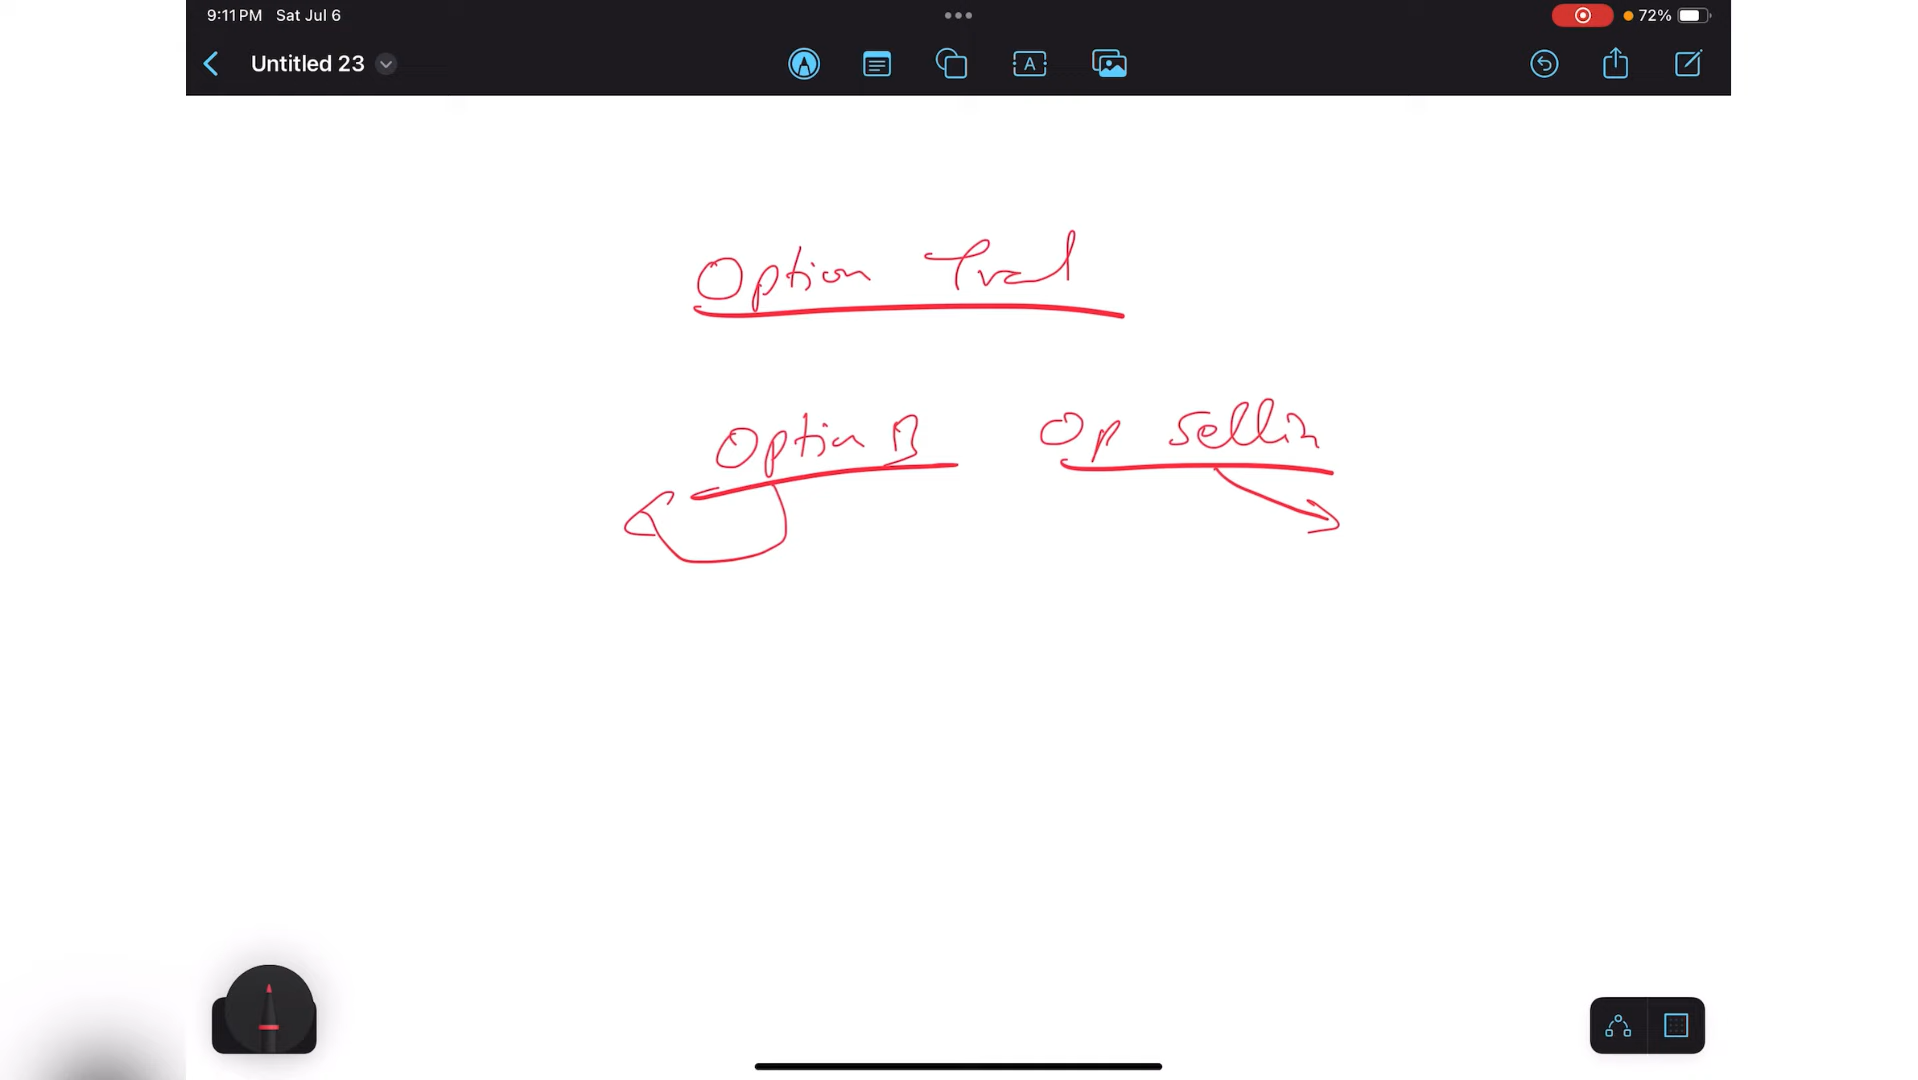 9:11 PM Sat Jul 6
72%
Untitled 23
A
Option Trad
Option B Op Sellin